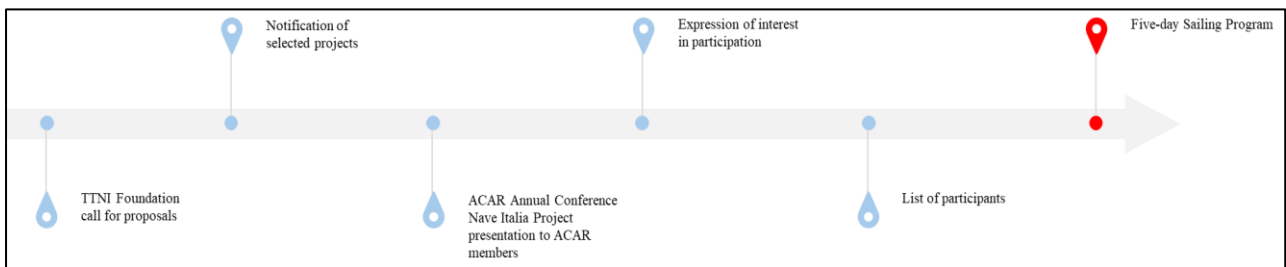 Notification of
selected projects
Expression of interest
in participation
Five-day Sailing Program
TTNI Foundation
call for proposals
ACAR Annual Conference
Nave Italia Project
presentation to ACAR
members
List of participants